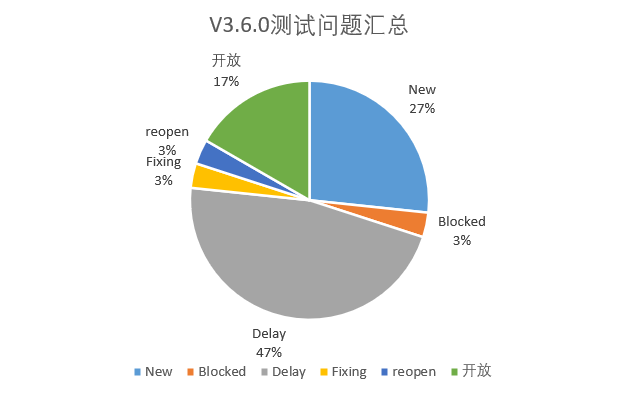 V3.6.0测试问题汇总
开放
17%
New
27%
reopen
3%
Fixing
3%
Blocked
3%
Delay
47%
New Blocked Delay Fixing reopen 开放